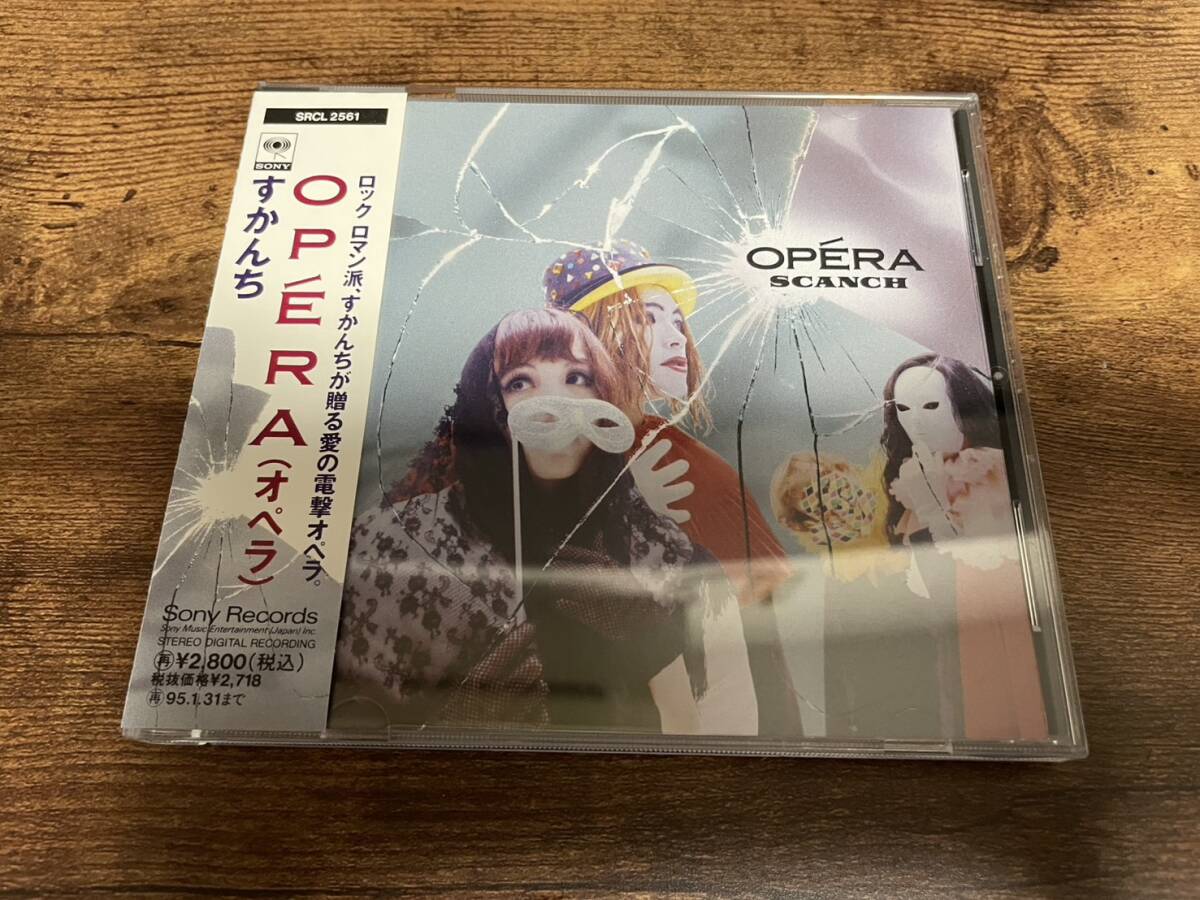 SRCL 2561
SONY
ロック ロマン派、すかんちが贈る愛の電撃オペラ。
OPÉRA(オペラ)
すかんち
Sony Records
Sony Music Entertainment (Japan) Inc.
STEREO DIGITAL RECORDING
再¥2,800(税込)
税抜価格¥2,718
再95.1.31まで
OPÉRA
SCANCH